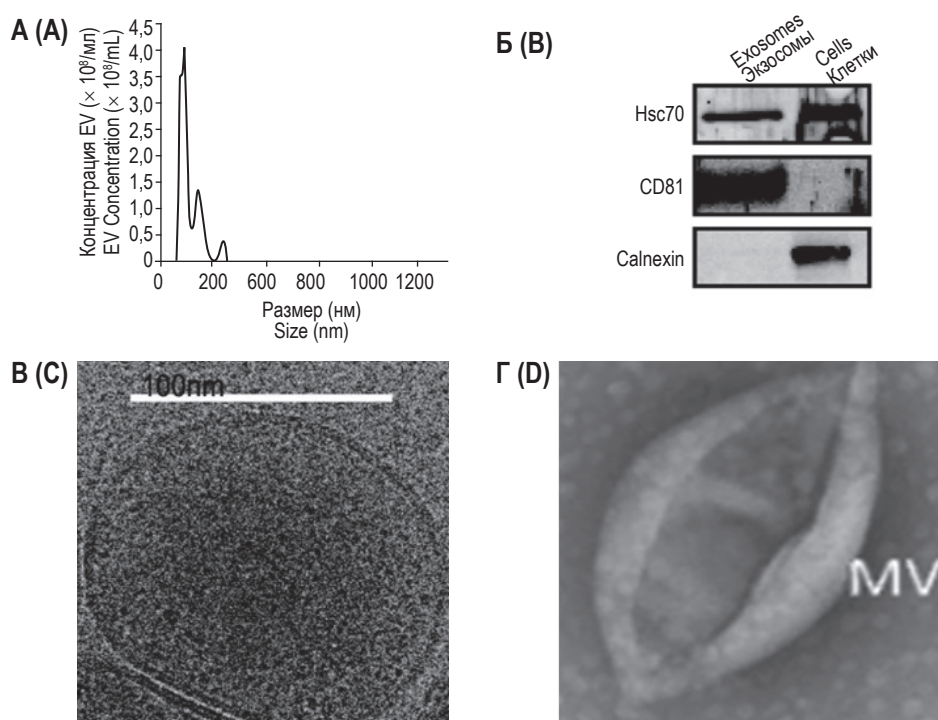 А (A)
Концентрация EV (× 10⁸/мл)
EV Concentration (× 10⁸/mL)
4,5
4,0
3,5
3,0
2,5
2,0
1,5
1,0
0,5
0
0 200 400 600 800 1000 1200
Размер (нм)
Size (nm)
Б (B)
Exosomes
Экзосомы
Cells
Клетки
Hsc70
CD81
Calnexin
В (C)
100nm
Г (D)
MV